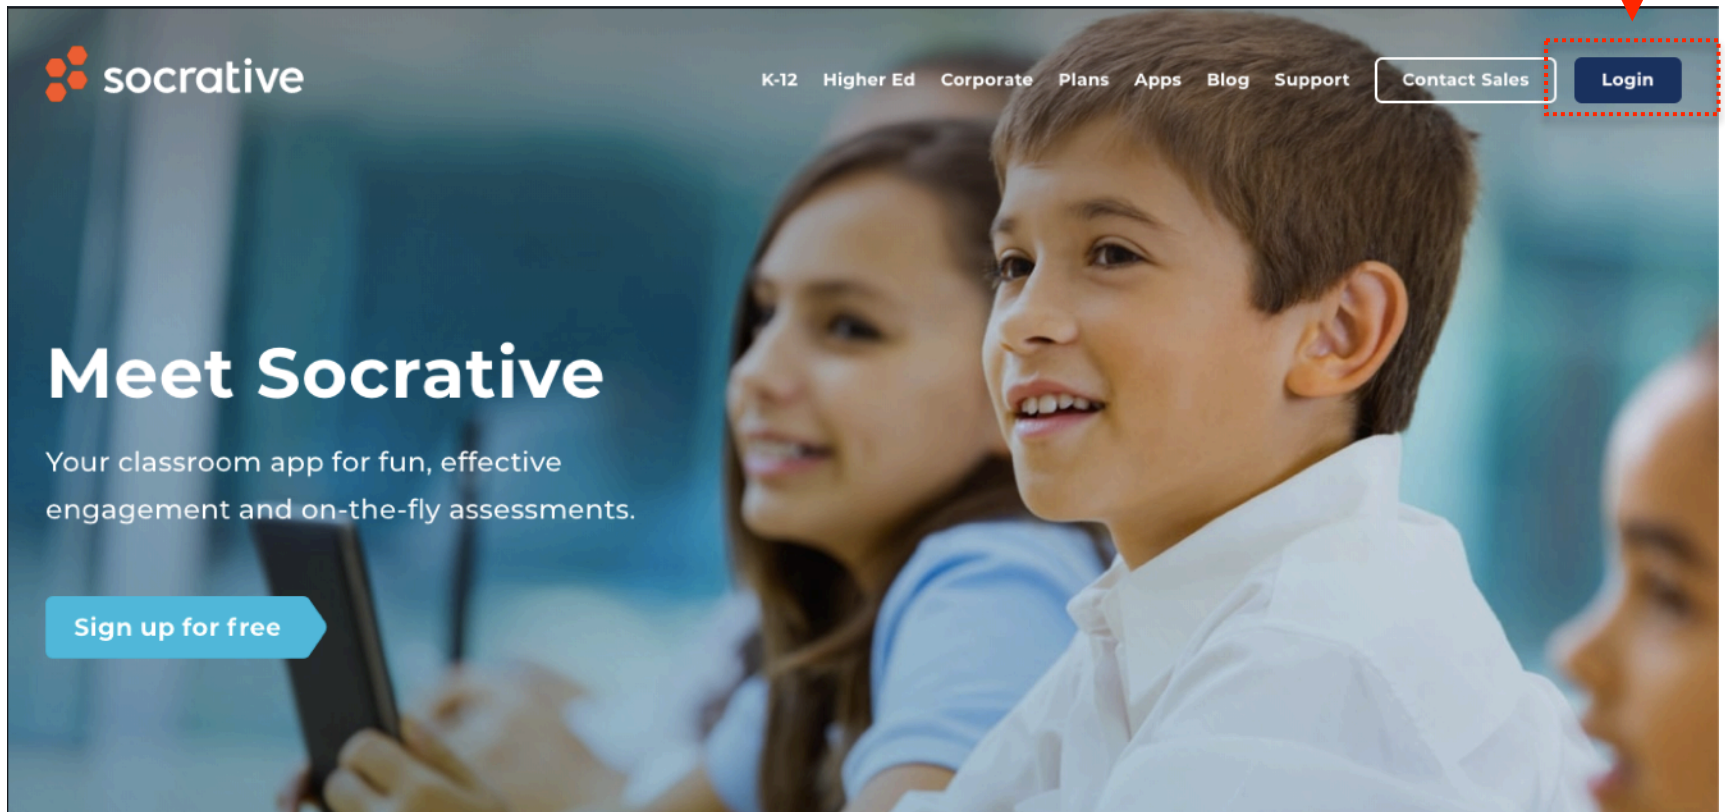 socrative
K-12 Higher Ed Corporate Plans Apps Blog Support Contact Sales Login
Meet Socrative
Your classroom app for fun, effective
engagement and on-the-fly assessments.
Sign up for free